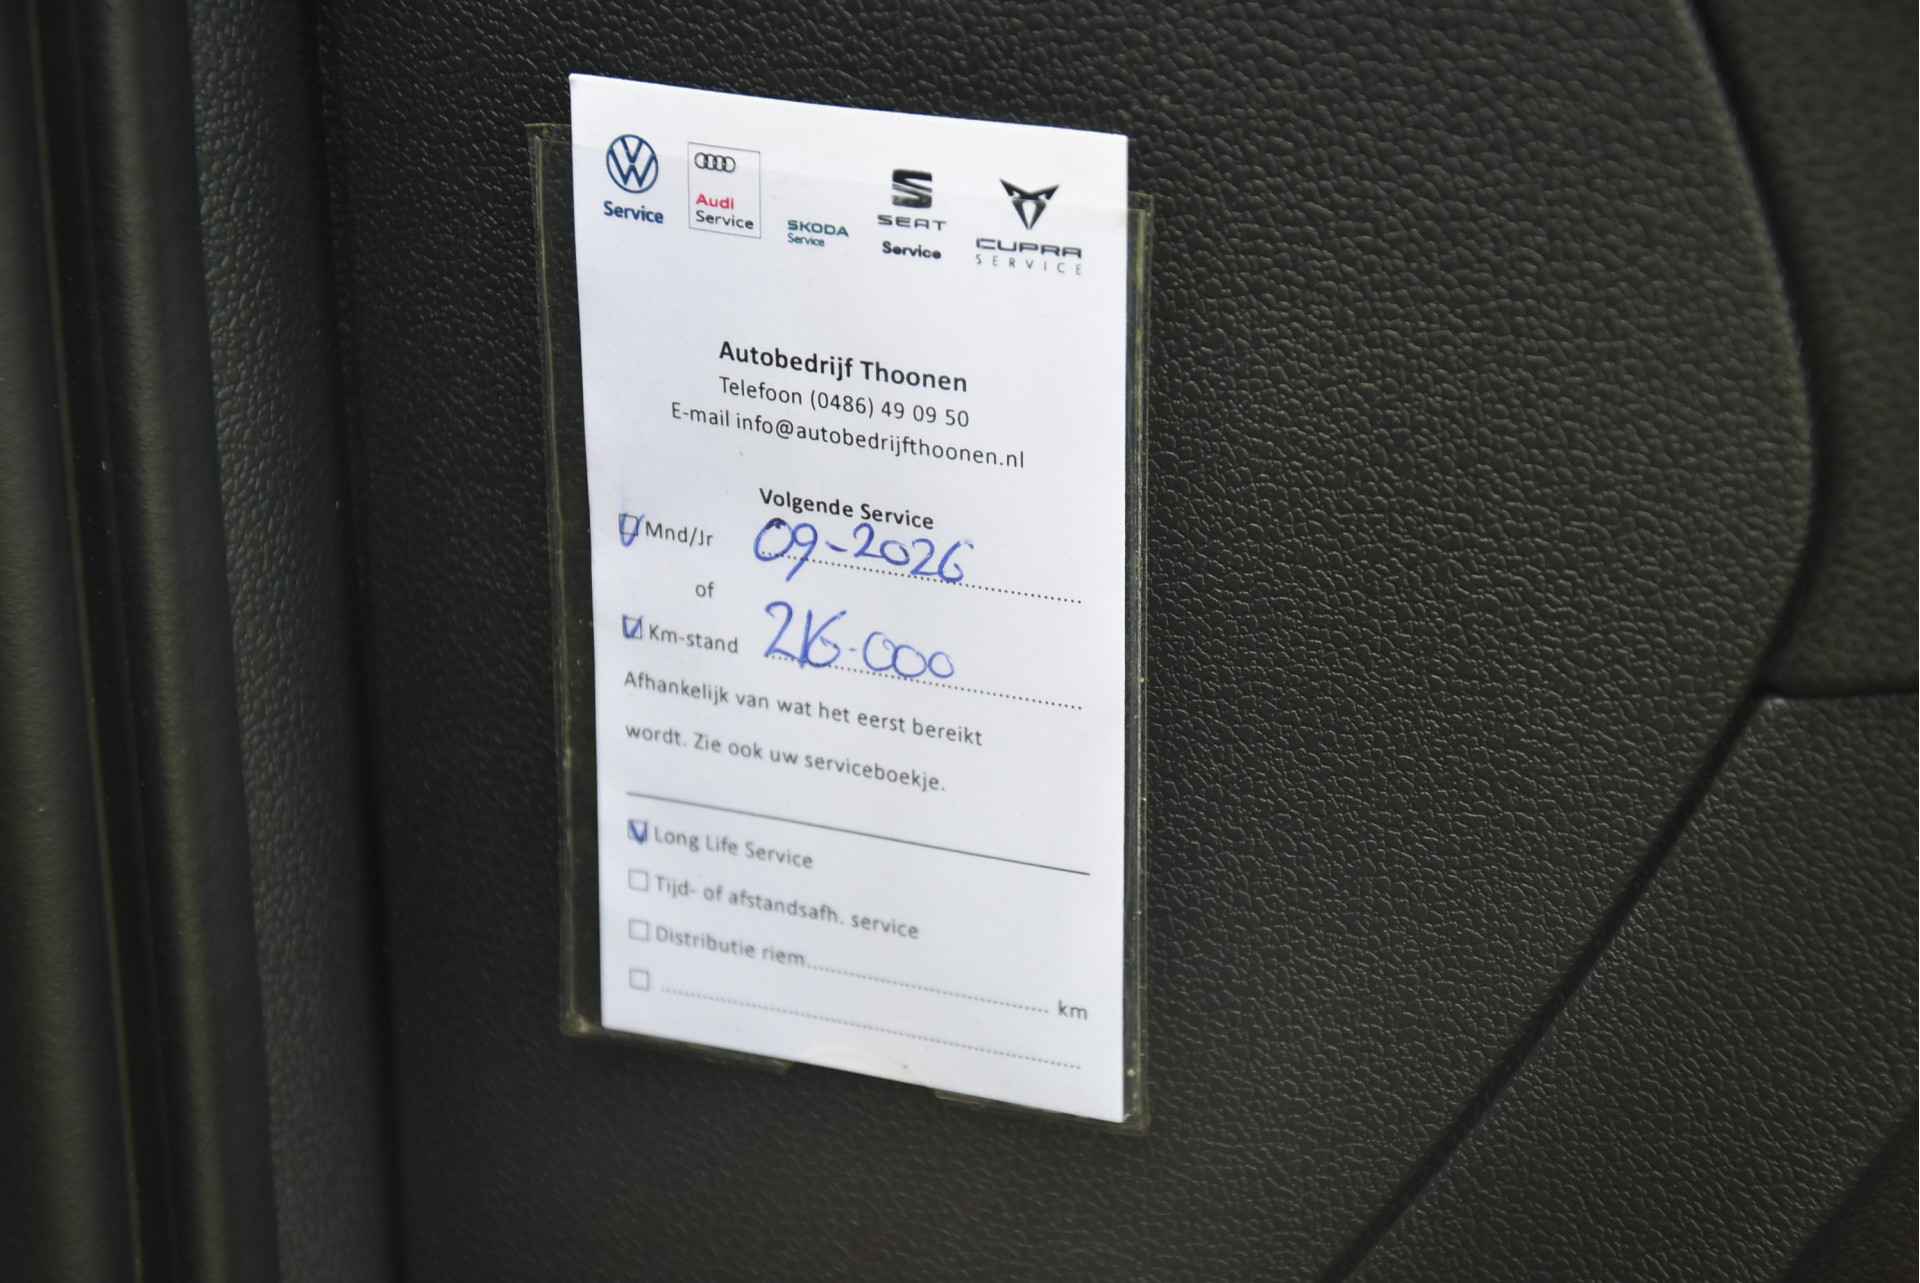 Service
Audi
Service
SKODA
Service
SEAT
Service
CUPRA
SERVICE
Autobedrijf Thoonen
Telefoon (0486) 49 09 50
E-mail info@autobedrijfthoonen.nl
Volgende Service
Mnd/Jr 09-2026
of
Km-stand 216.000
Afhankelijk van wat het eerst bereikt
wordt. Zie ook uw serviceboekje.
Long Life Service
Tijd- of afstandsafh. service
Distributie riem.................................... km